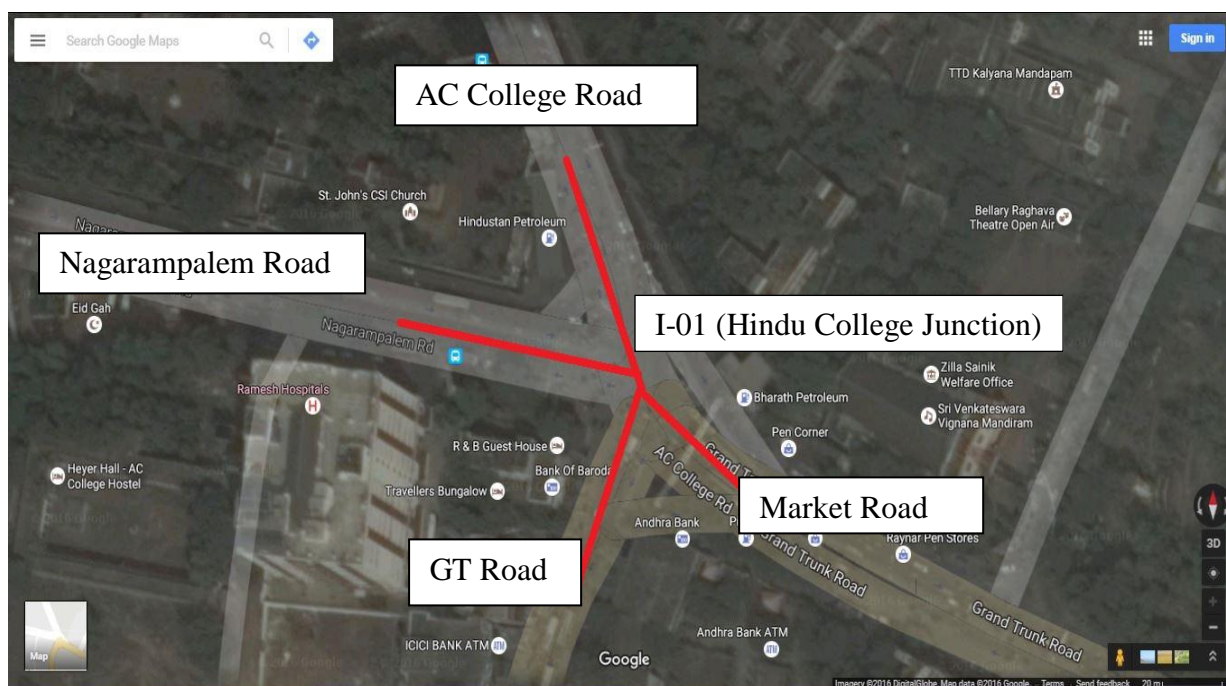 Search Google Maps
Sign in
AC College Road
TTD Kalyana Mandapam
St. John's CSI Church
Hindustan Petroleum
Bellary Raghava
Theatre Open Air
Nagarampalem Road
Eid Gah
Nagarampalem Rd
I-01 (Hindu College Junction)
Ramesh Hospitals
Zilla Sainik
Welfare Office
Bharath Petroleum
Sri Venkateswara
Vignana Mandiram
Pen Corner
R & B Guest House
Heyer Hall - AC
College Hostel
Bank Of Baroda
Travellers Bungalow
AC College Rd
Market Road
Andhra Bank
Raynar Pen Stores
Grand Trunk Road
GT Road
Grand Trunk Road
3D
ICICI BANK ATM
Andhra Bank ATM
Map
Google
Imagery ©2016 DigitalGlobe, Map data ©2016 Google
Terms
Send feedback
20 m